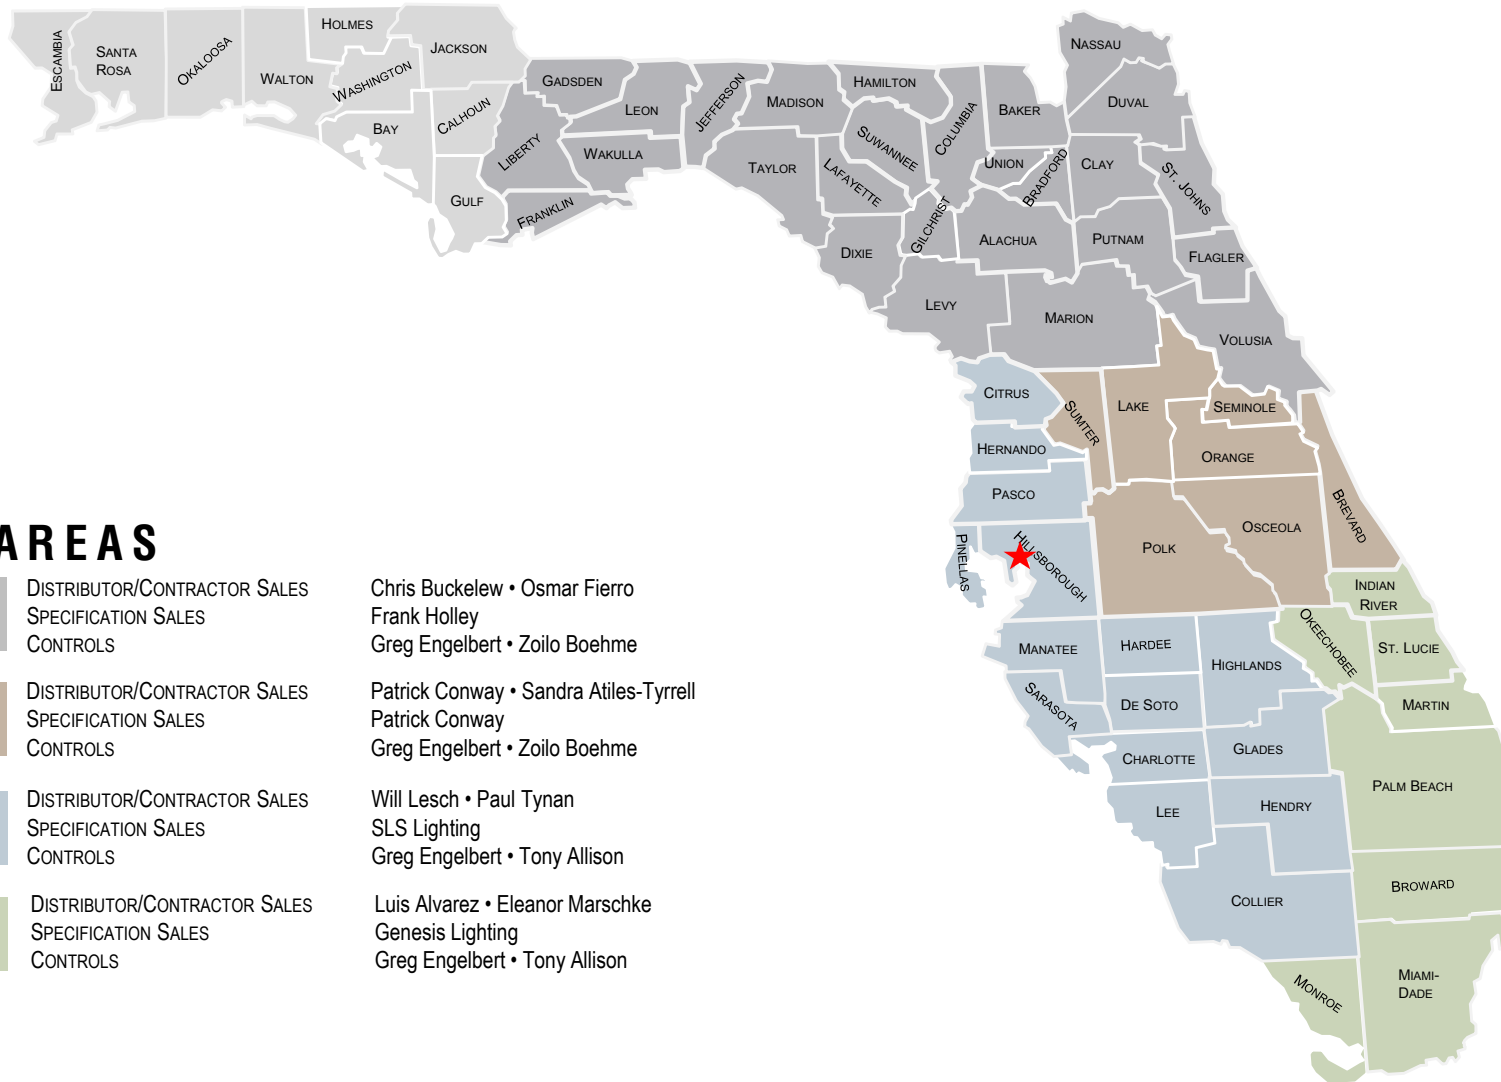 HOLMES
JACKSON
ESCAMBIA
SANTA
ROSA
OKALOOSA
WALTON
WASHINGTON
BAY
CALHOUN
GULF
GADSDEN
LIBERTY
FRANKLIN
LEON
WAKULLA
JEFFERSON
MADISON
TAYLOR
HAMILTON
SUWANNEE
LAFAYETTE
DIXIE
COLUMBIA
GILCHRIST
BAKER
UNION
BRADFORD
ALACHUA
LEVY
MARION
NASSAU
DUVAL
CLAY
ST. JOHNS
PUTNAM
FLAGLER
VOLUSIA
CITRUS
SUMTER
LAKE
SEMINOLE
ORANGE
HERNANDO
PASCO
PINELLAS
HILLSBOROUGH
POLK
OSCEOLA
BREVARD
INDIAN
RIVER
OKEECHOBEE
ST. LUCIE
MANATEE
HARDEE
HIGHLANDS
SARASOTA
DE SOTO
MARTIN
CHARLOTTE
GLADES
LEE
HENDRY
PALM BEACH
COLLIER
BROWARD
MONROE
MIAMI-
DADE
AREAS
DISTRIBUTOR/CONTRACTOR SALES Chris Buckelew • Osmar Fierro
SPECIFICATION SALES Frank Holley
CONTROLS Greg Engelbert • Zoilo Boehme
DISTRIBUTOR/CONTRACTOR SALES Patrick Conway • Sandra Atiles-Tyrrell
SPECIFICATION SALES Patrick Conway
CONTROLS Greg Engelbert • Zoilo Boehme
DISTRIBUTOR/CONTRACTOR SALES Will Lesch • Paul Tynan
SPECIFICATION SALES SLS Lighting
CONTROLS Greg Engelbert • Tony Allison
DISTRIBUTOR/CONTRACTOR SALES Luis Alvarez • Eleanor Marschke
SPECIFICATION SALES Genesis Lighting
CONTROLS Greg Engelbert • Tony Allison